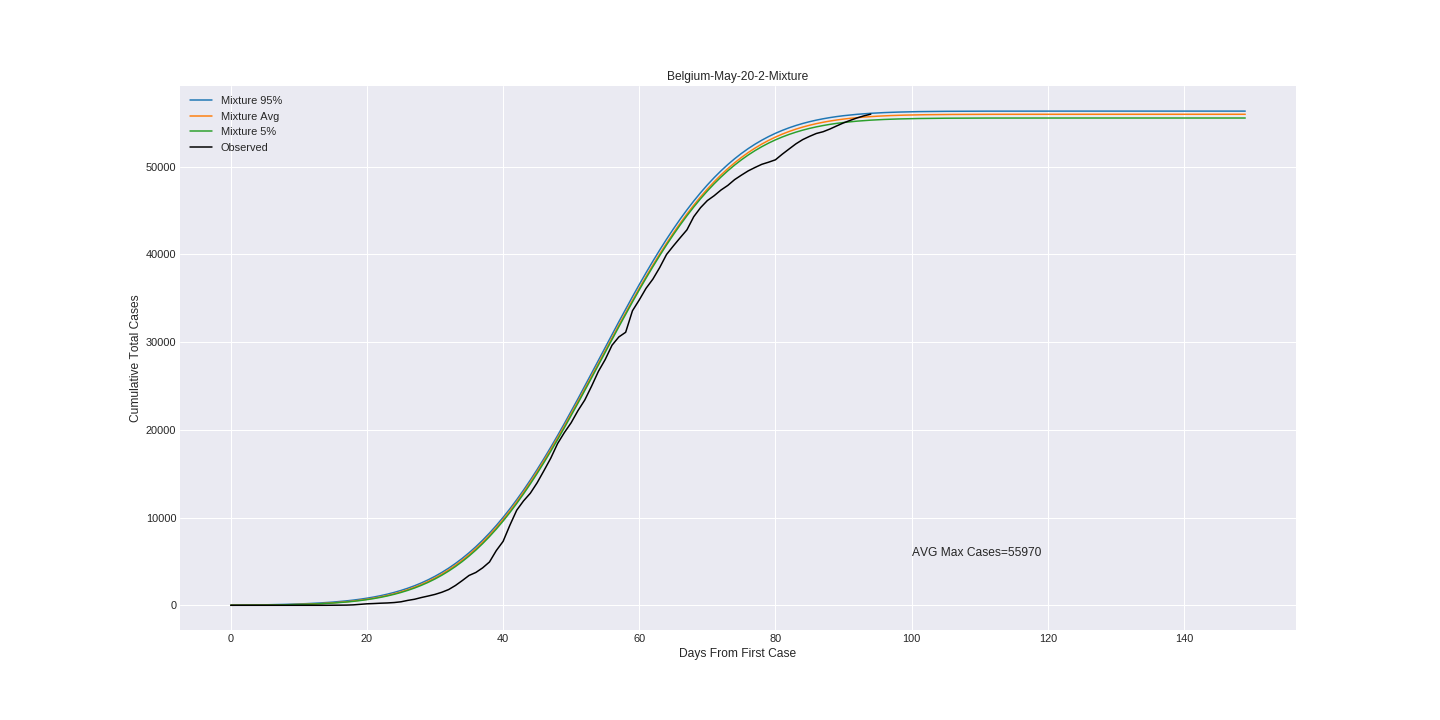 Belgium-May-20-2-Mixture
Mixture 95%
Mixture Avg
Mixture 5%
Observed
Cumulative Total Cases
50000
40000
30000
20000
10000
0
AVG Max Cases=55970
0 20 40 60 80 100 120 140
Days From First Case